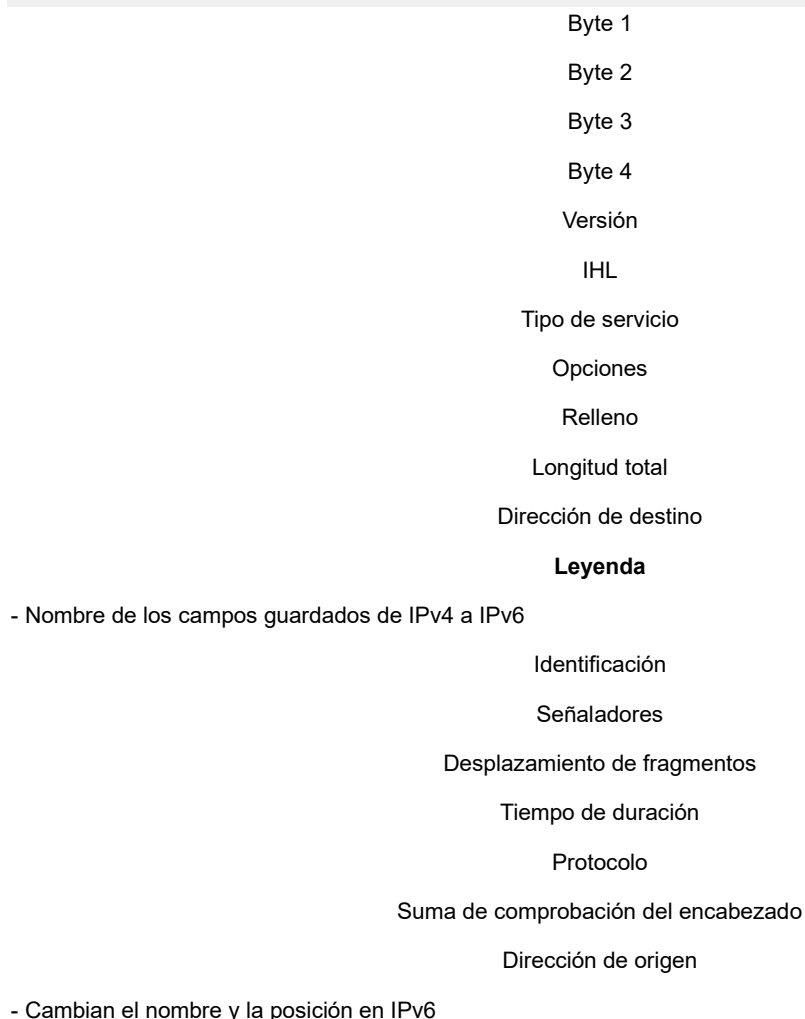 Byte 1
Byte 2
Byte 3
Byte 4
Versión
IHL
Tipo de servicio
Opciones
Relleno
Longitud total
Dirección de destino
Leyenda
- Nombre de los campos guardados de IPv4 a IPv6
Identificación
Señaladores
Desplazamiento de fragmentos
Tiempo de duración
Protocolo
Suma de comprobación del encabezado
Dirección de origen
- Cambian el nombre y la posición en IPv6